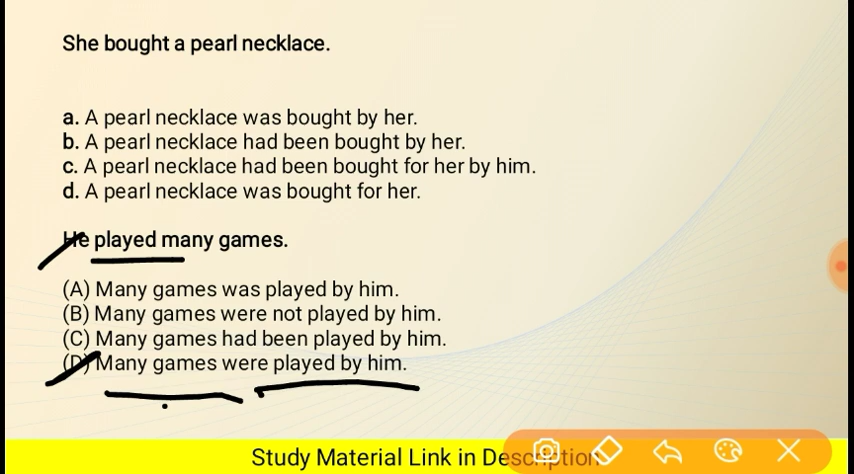 She bought a pearl necklace.
a. A pearl necklace was bought by her.
b. A pearl necklace had been bought by her.
c. A pearl necklace had been bought for her by him.
d. A pearl necklace was bought for her.
He played many games.
(A) Many games was played by him.
(B) Many games were not played by him.
(C) Many games had been played by him.
(D) Many games were played by him.
Study Material Link in Description